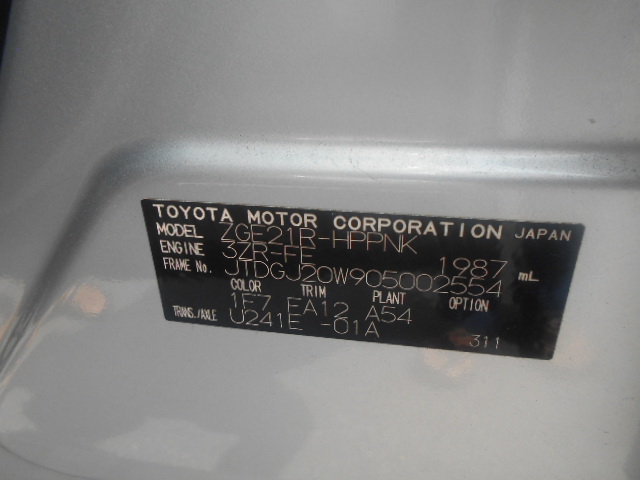 TOYOTA MOTOR CORPORATION JAPAN
MODEL ZGE21R-HPPNK
ENGINE 3ZR-FE 1987 mL
FRAME No. JTDGJ20W905002554
COLOR TRIM PLANT OPTION
1F7 FA12 A54
TRANS./AXLE U241E -01A
311